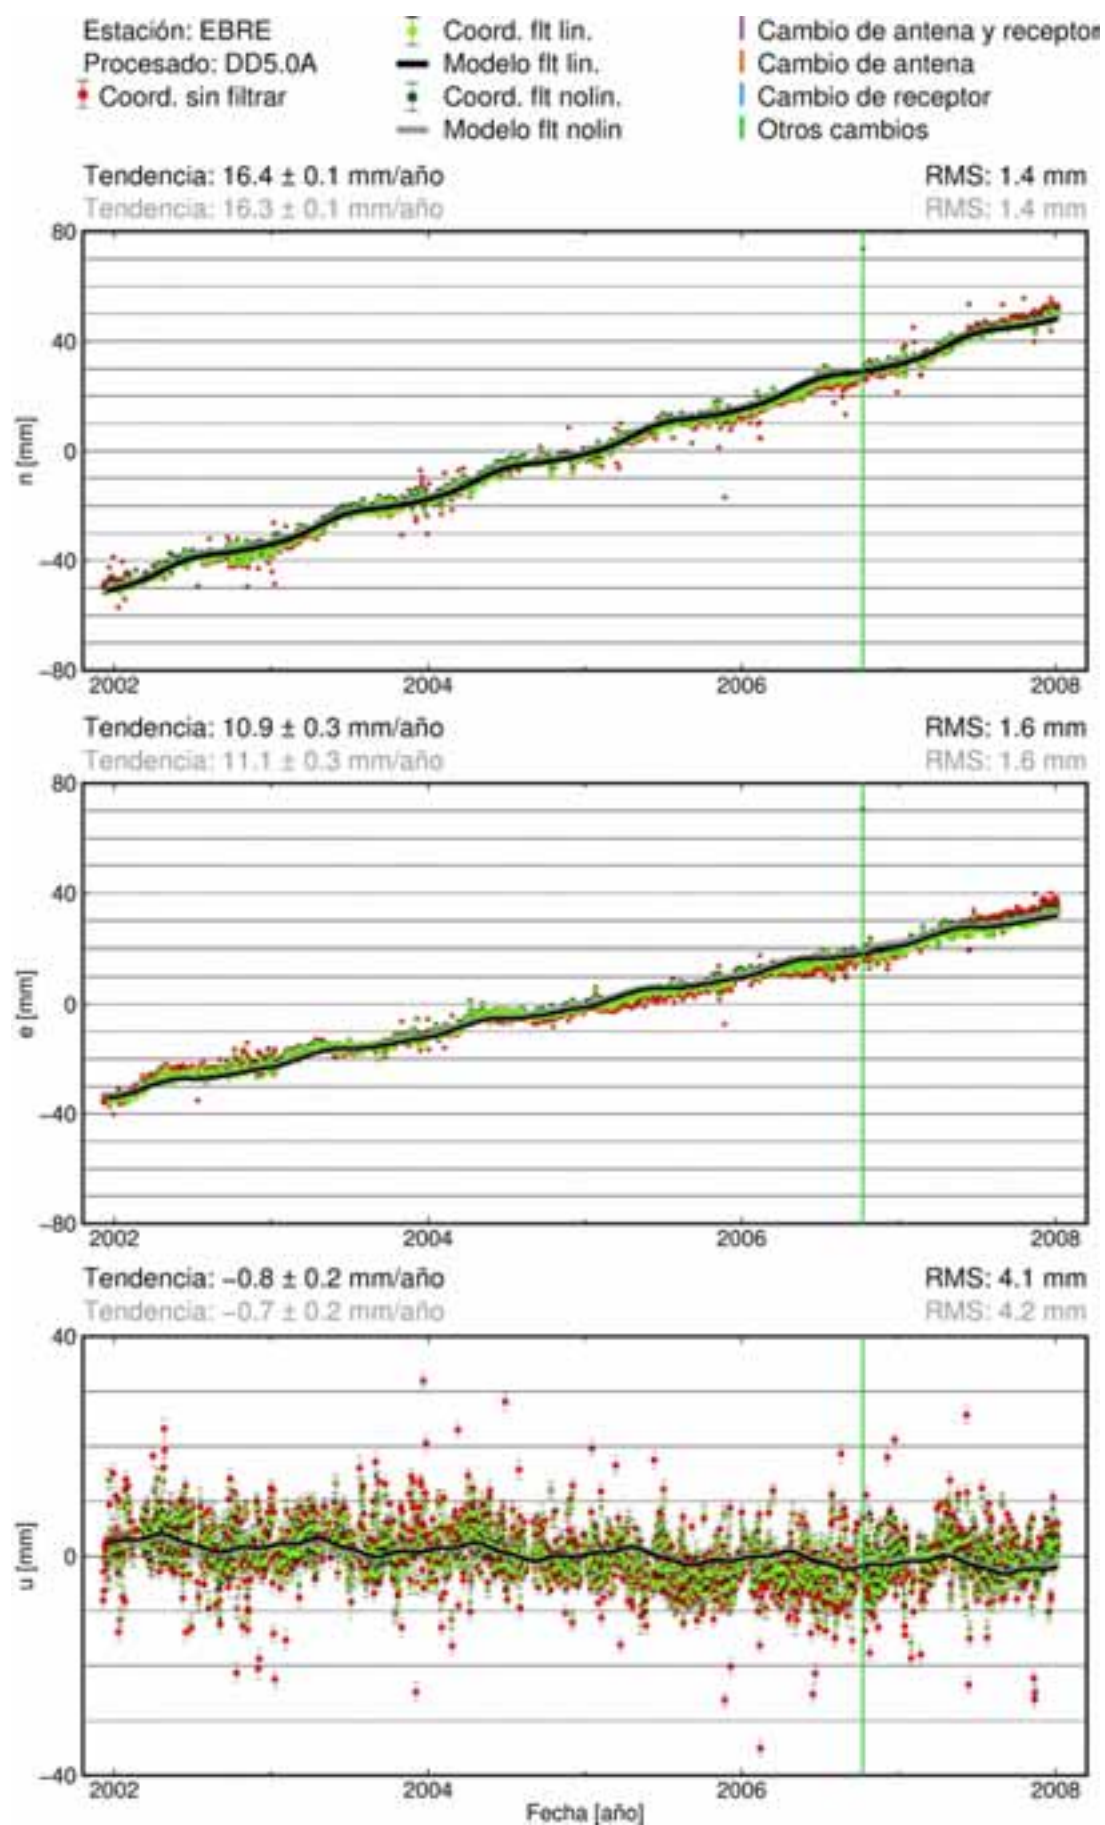 Estación: EBRE
Procesado: DD5.0A
Coord. sin filtrar
Coord. flt lin.
Modelo flt lin.
Coord. flt nolin.
Modelo flt nolin
Cambio de antena y receptor
Cambio de antena
Cambio de receptor
Otros cambios
Tendencia: 16.4 ± 0.1 mm/año RMS: 1.4 mm
Tendencia: 16.3 ± 0.1 mm/año RMS: 1.4 mm
80
40
0
−40
−80
n [mm]
2002 2004 2006 2008
Tendencia: 10.9 ± 0.3 mm/año RMS: 1.6 mm
Tendencia: 11.1 ± 0.3 mm/año RMS: 1.6 mm
80
40
0
−40
−80
e [mm]
2002 2004 2006 2008
Tendencia: −0.8 ± 0.2 mm/año RMS: 4.1 mm
Tendencia: −0.7 ± 0.2 mm/año RMS: 4.2 mm
40
0
−40
u [mm]
2002 2004 2006 2008
Fecha [año]